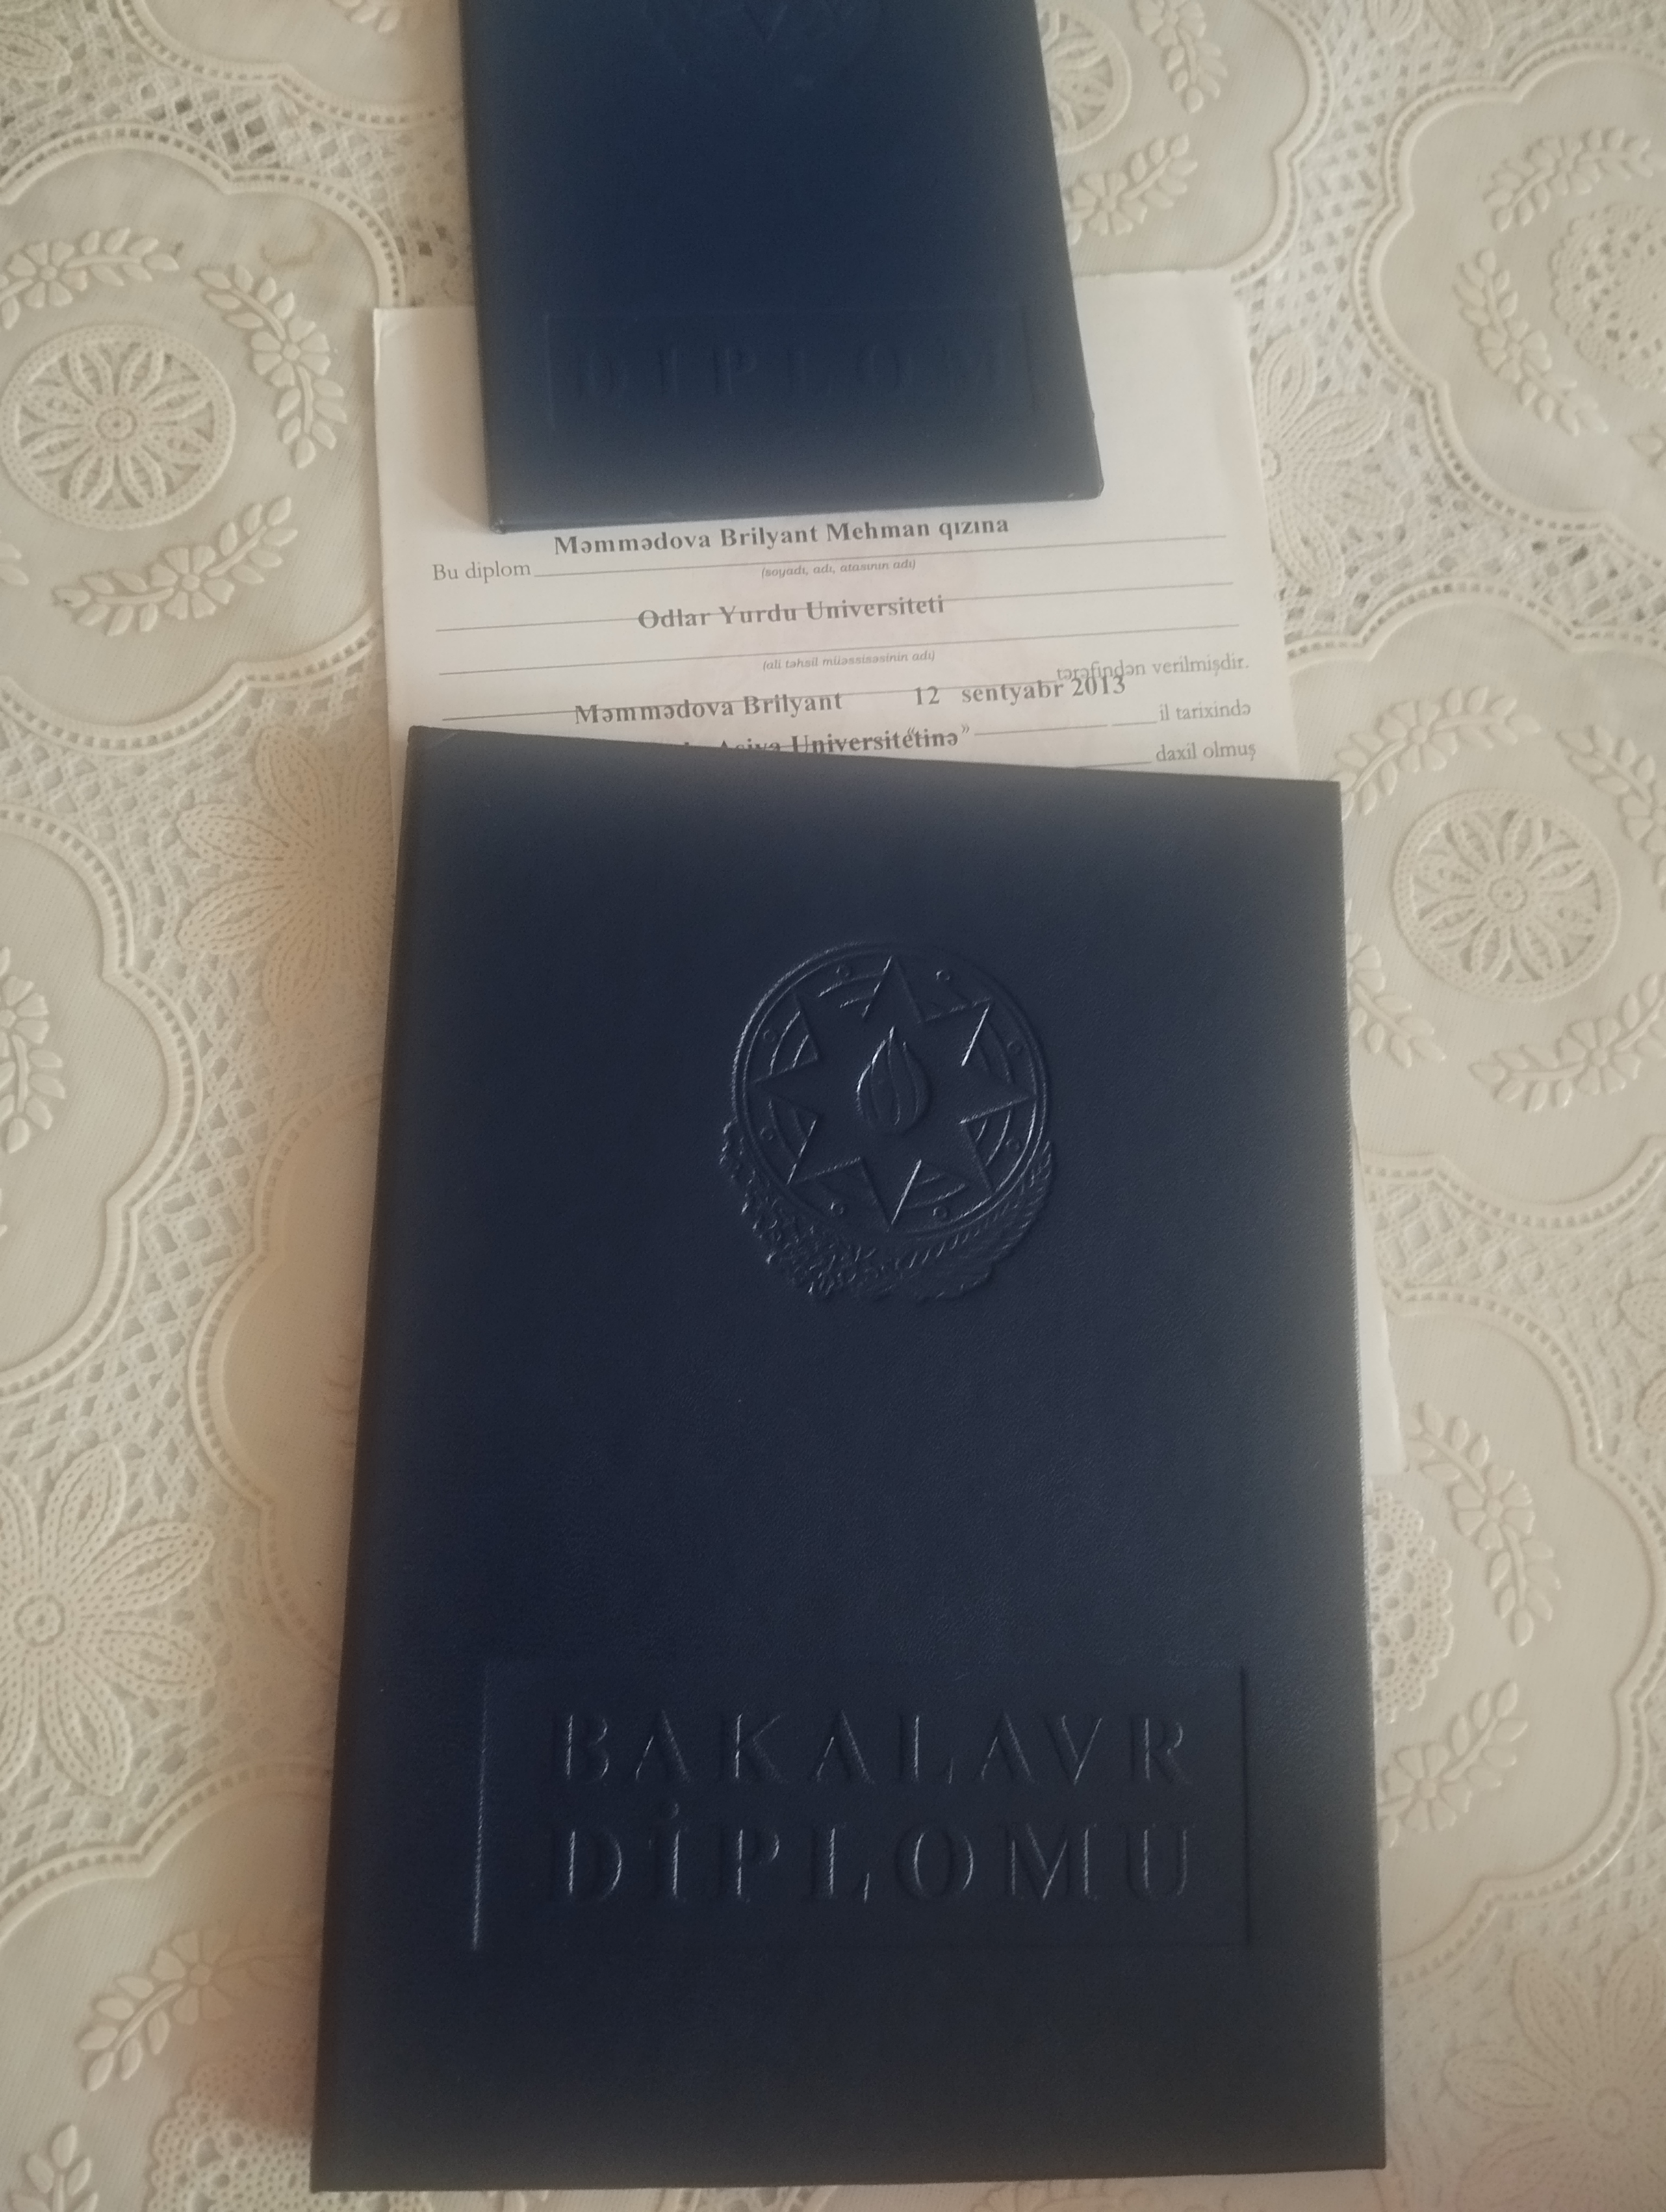 DİPLOM
Məmmədova Brilyant Mehman qızına
Bu diplom
(soyadı, adı, atasının adı)
Odlar Yurdu Universiteti
(ali təhsil müəssisəsinin adı)
tərəfindən verilmişdir.
Məmmədova Brilyant 12 sentyabr 2013
il tarixində
Universitetinə”
daxil olmuş
BAKALAVR
DİPLOMU